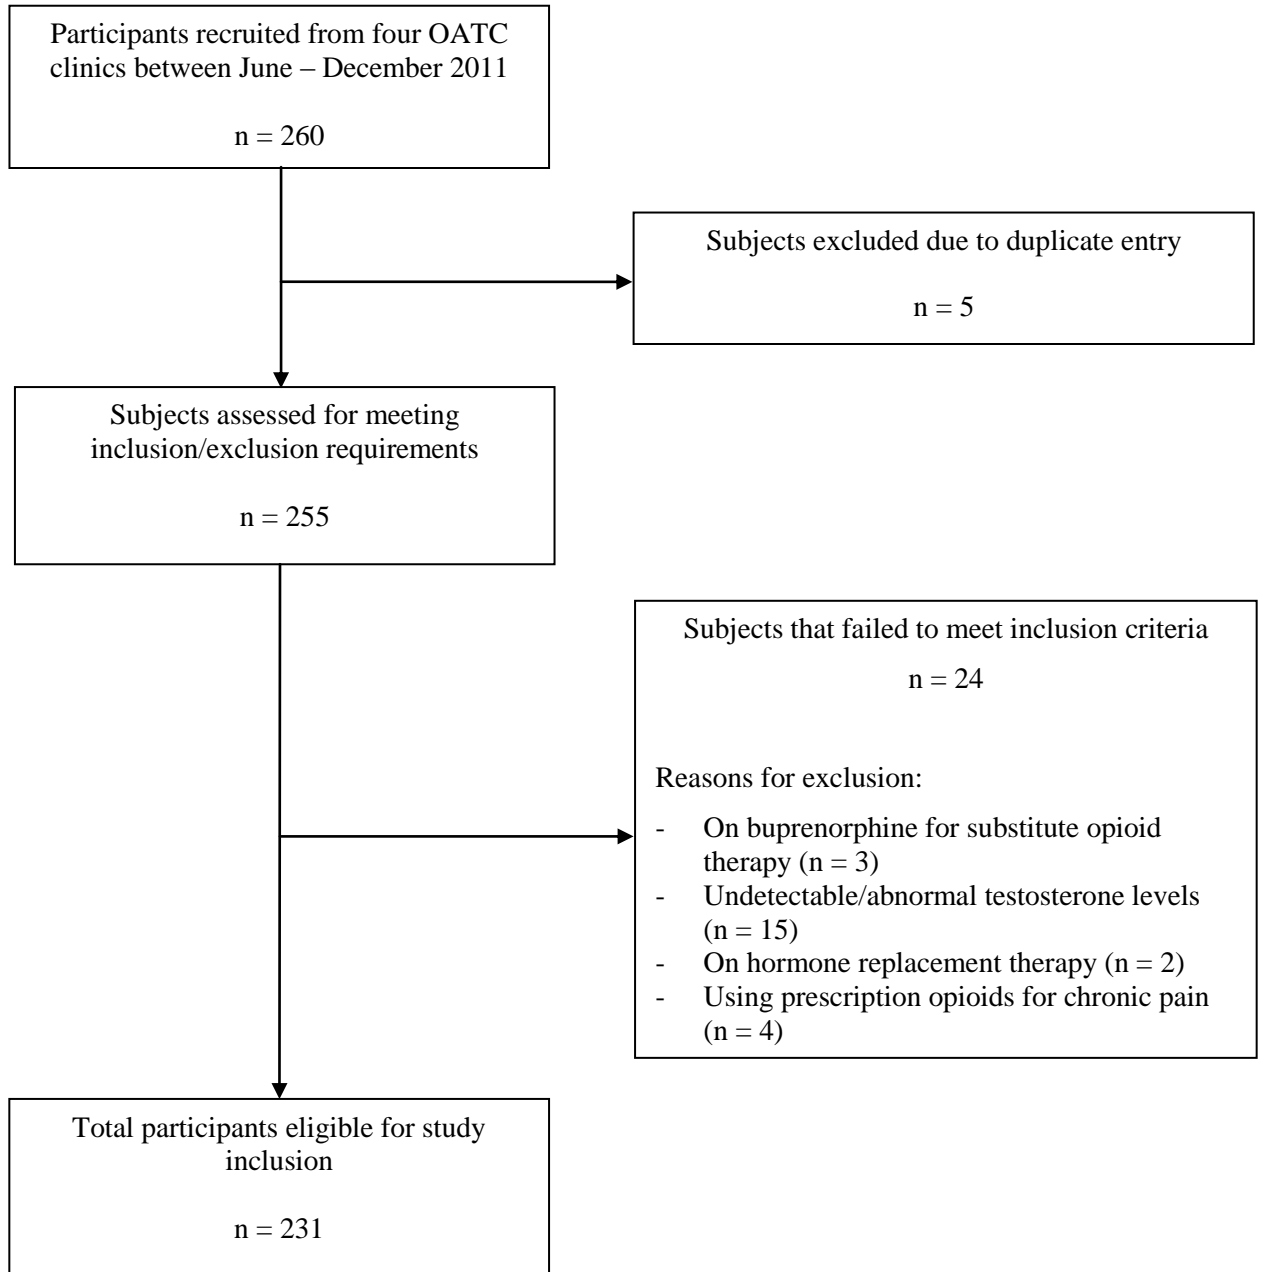 Participants recruited from four OATC
clinics between June – December 2011
n = 260
Subjects excluded due to duplicate entry
n = 5
Subjects assessed for meeting
inclusion/exclusion requirements
n = 255
Subjects that failed to meet inclusion criteria
n = 24
Reasons for exclusion:
- On buprenorphine for substitute opioid
therapy (n = 3)
- Undetectable/abnormal testosterone levels
(n = 15)
- On hormone replacement therapy (n = 2)
- Using prescription opioids for chronic pain
(n = 4)
Total participants eligible for study
inclusion
n = 231